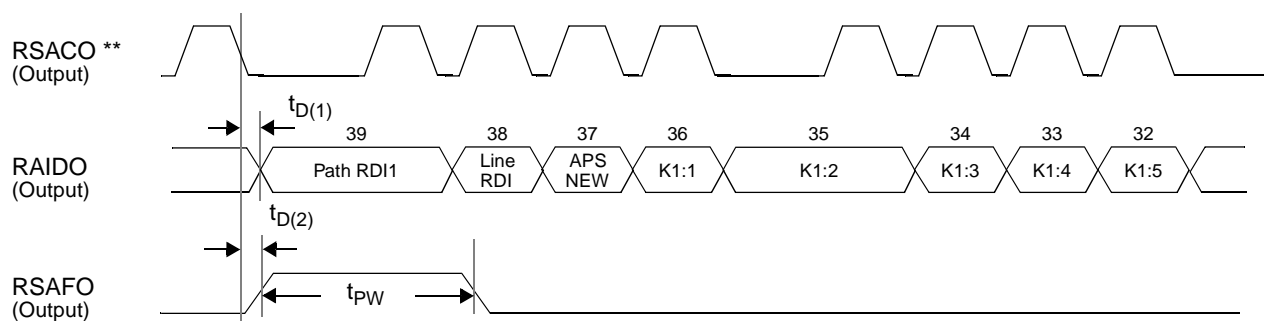 RSACO **
(Output)
tD(1)
39 38 37 36 35 34 33 32
RAIDO
(Output)
Path RDI1
Line
RDI
APS
NEW
K1:1
K1:2
K1:3
K1:4
K1:5
tD(2)
RSAFO
(Output)
tPW